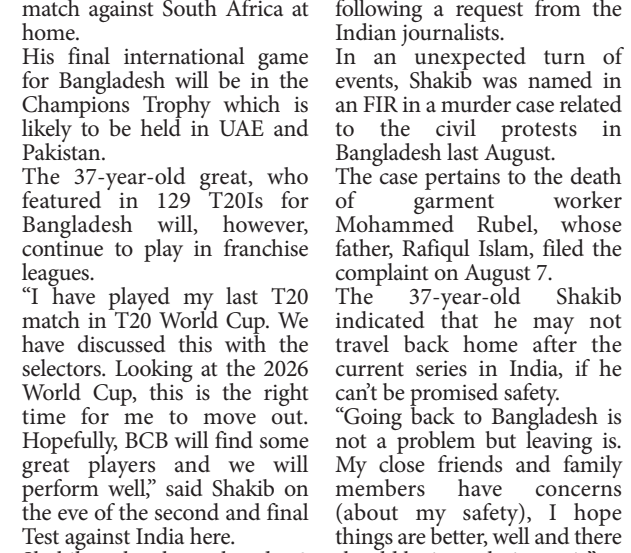 match against South Africa at
home.
His final international game
for Bangladesh will be in the
Champions Trophy which is
likely to be held in UAE and
Pakistan.
The 37-year-old great, who
featured in 129 T20Is for
Bangladesh will, however,
continue to play in franchise
leagues.
“I have played my last T20
match in T20 World Cup. We
have discussed this with the
selectors. Looking at the 2026
World Cup, this is the right
time for me to move out.
Hopefully, BCB will find some
great players and we will
perform well,” said Shakib on
the eve of the second and final
Test against India here.
following a request from the
Indian journalists.
In an unexpected turn of
events, Shakib was named in
an FIR in a murder case related
to the civil protests in
Bangladesh last August.
The case pertains to the death
of garment worker
Mohammed Rubel, whose
father, Rafiqul Islam, filed the
complaint on August 7.
The 37-year-old Shakib
indicated that he may not
travel back home after the
current series in India, if he
can’t be promised safety.
“Going back to Bangladesh is
not a problem but leaving is.
My close friends and family
members have concerns
(about my safety), I hope
things are better, well and there